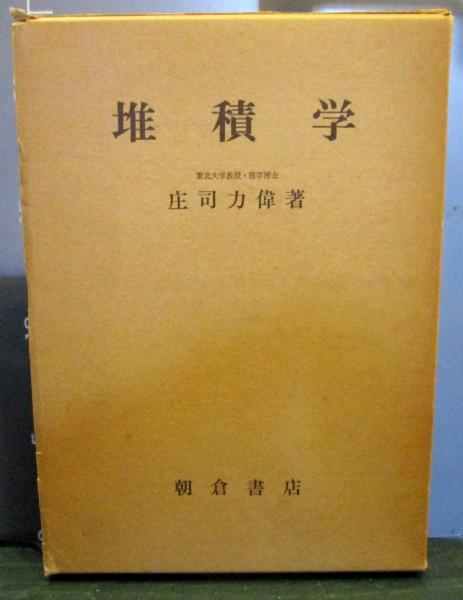 堆積学
東北大学教授・理学博士
庄司力偉著
朝倉書店